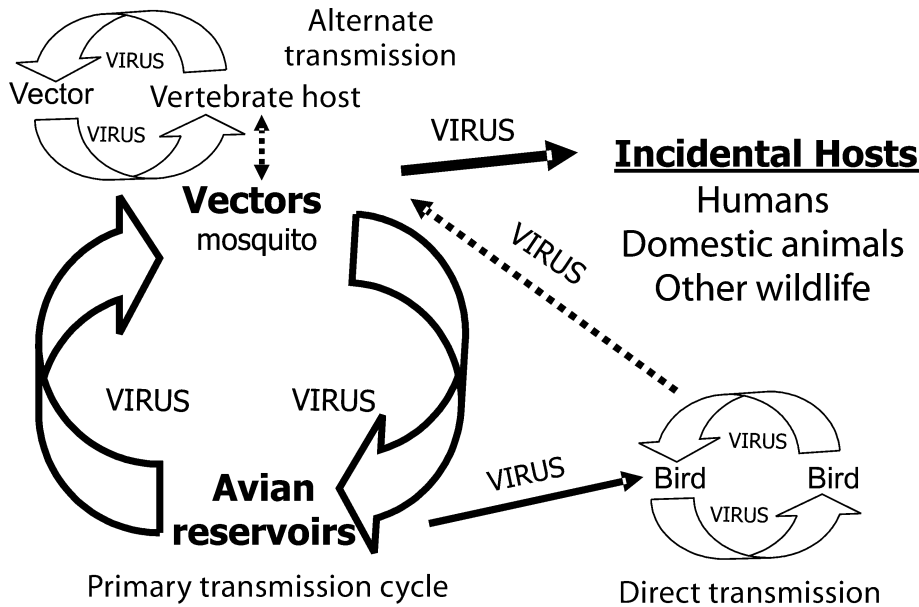 Alternate
transmission
VIRUS
Vector
Vertebrate host
VIRUS
VIRUS
Incidental Hosts
Humans
Domestic animals
Other wildlife
Vectors
mosquito
VIRUS
VIRUS
VIRUS
VIRUS
Bird
Bird
VIRUS
VIRUS
Avian
reservoirs
Primary transmission cycle
Direct transmission